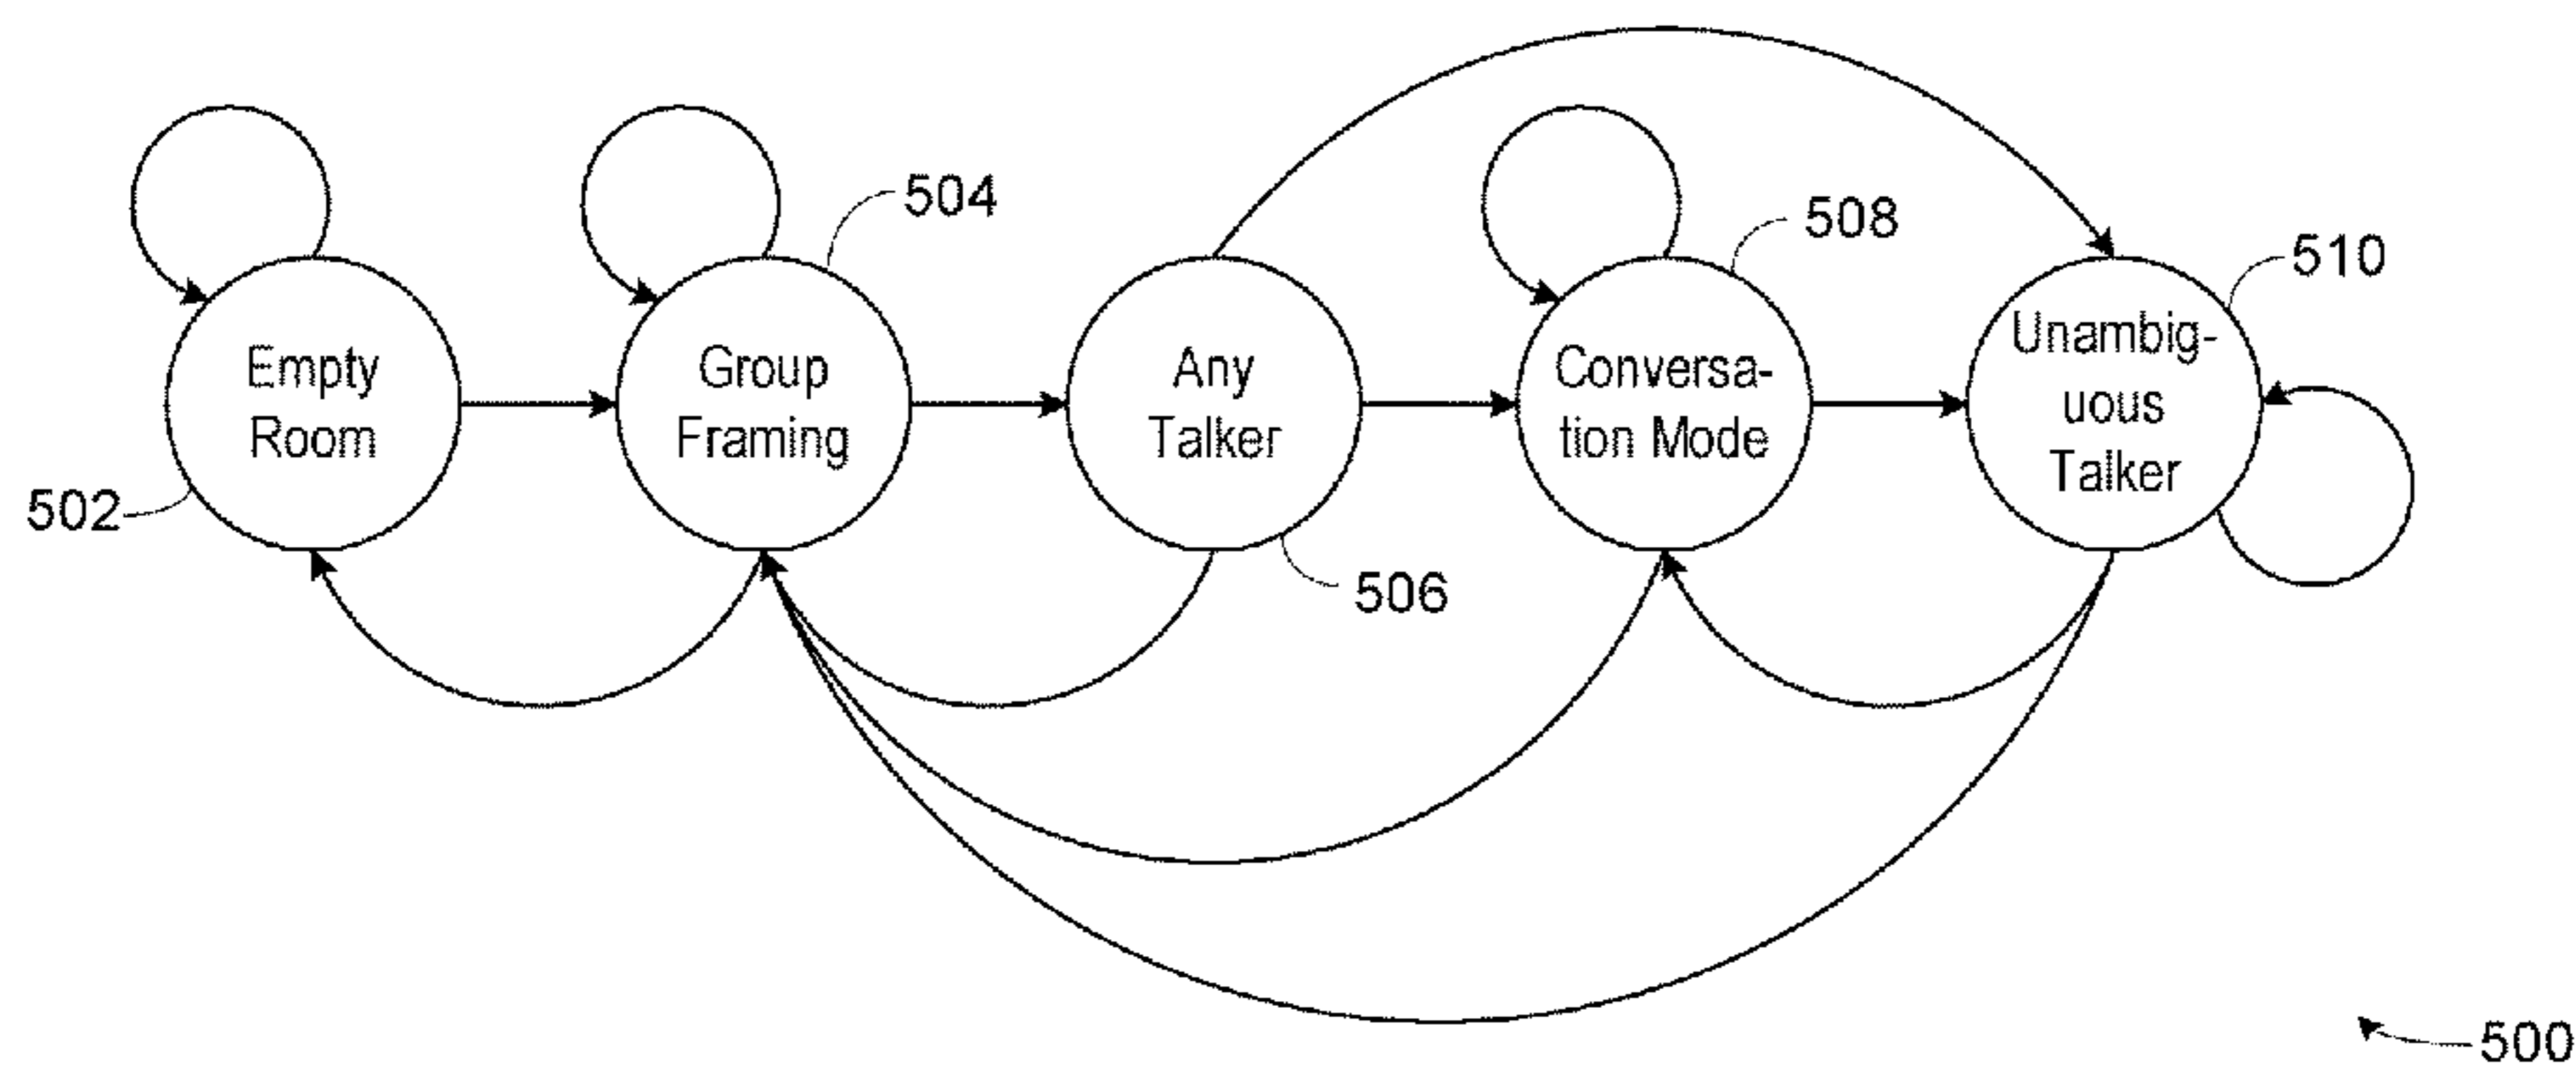 504
508
510
Empty
Room
Group
Framing
Any
Talker
Conversa-
tion Mode
Unambig-
uous
Talker
502
506
500